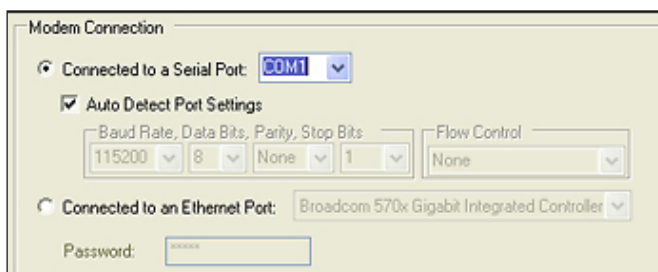 Modem Connection
Connected to a Serial Port: COM1
Auto Detect Port Settings
Baud Rate, Data Bits, Parity, Stop Bits Flow Control
115200 8 None 1 None
Connected to an Ethernet Port: Broadcom 570x Gigabit Integrated Controller
Password: *****